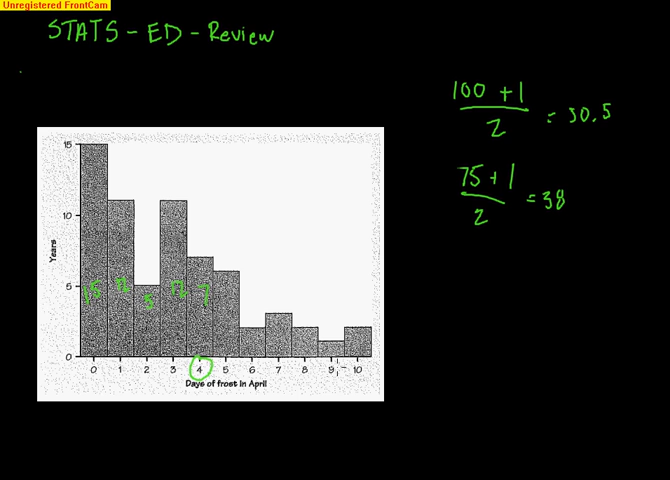 Unregistered FrontCam
STATS - ED - Review
100 + 1
2
= 50.5
75 + 1
2
= 38
15
10
5
0
Years
15 12 5 12 7
0 1 2 3 4 5 6 7 8 9 10
Days of frost in April